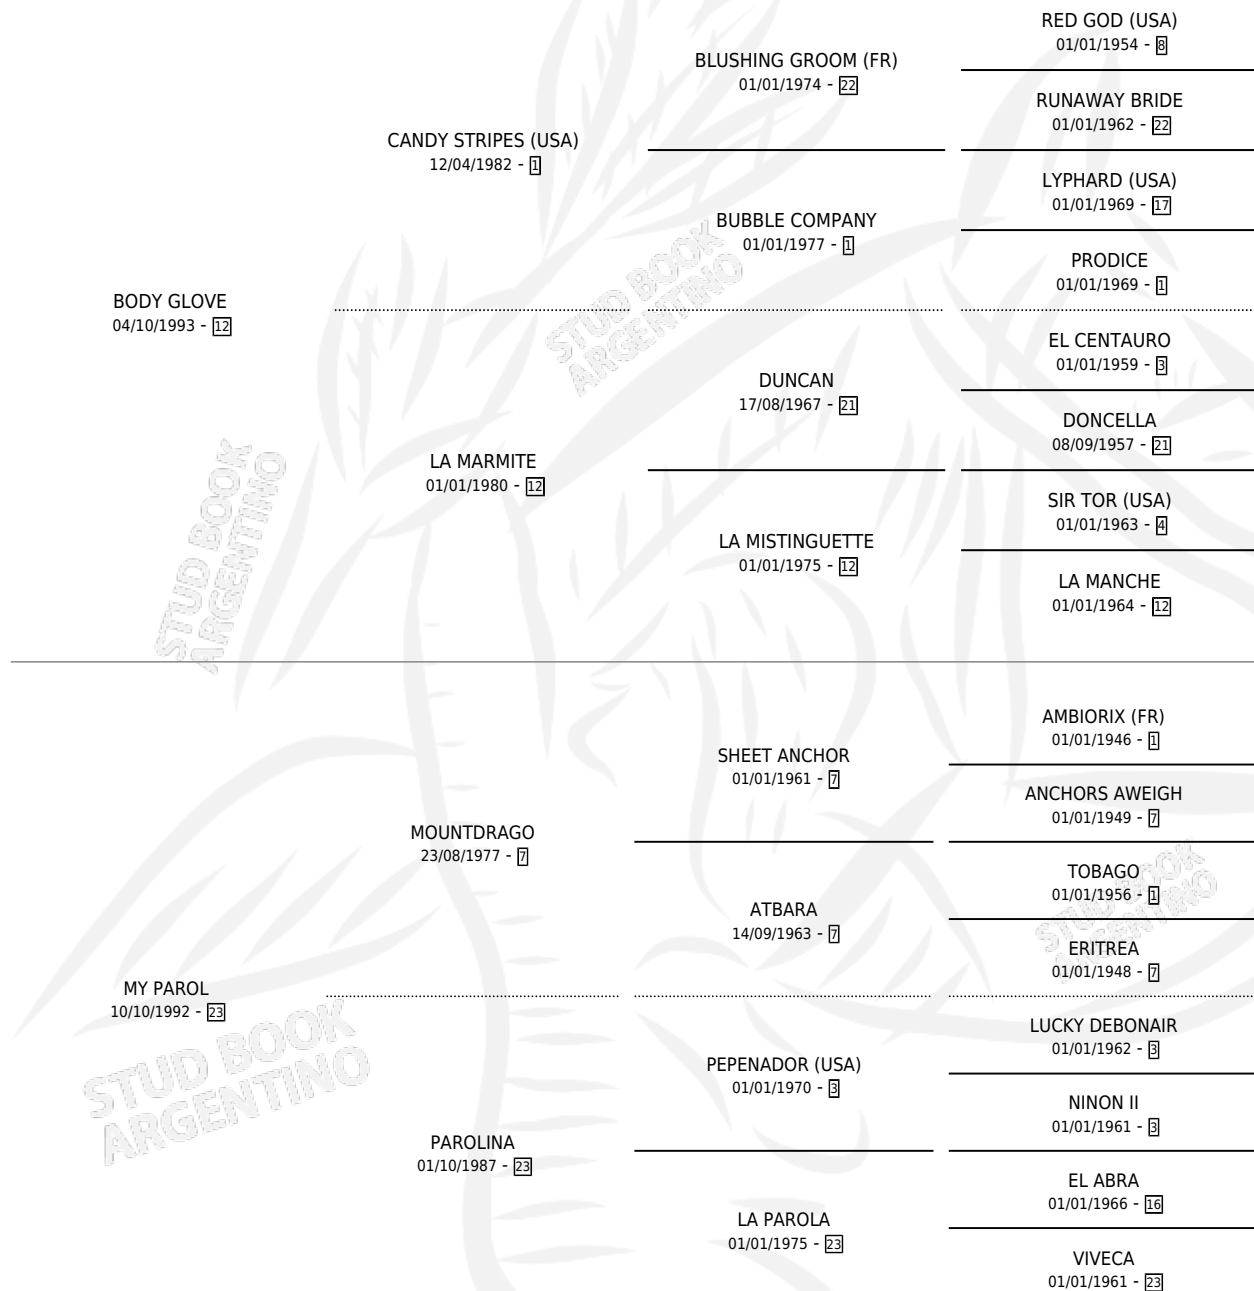 RED GOD (USA)
01/01/1954 - 8
BLUSHING GROOM (FR)
01/01/1974 - 22
RUNAWAY BRIDE
01/01/1962 - 22
CANDY STRIPES (USA)
12/04/1982 - 1
LYPHARD (USA)
01/01/1969 - 17
BUBBLE COMPANY
01/01/1977 - 1
PRODICE
01/01/1969 - 1
BODY GLOVE
04/10/1993 - 12
STUD BOOK
ARGENTINO
EL CENTAURO
01/01/1959 - 3
DUNCAN
17/08/1967 - 21
DONCELLA
08/09/1957 - 21
LA MARMITE
01/01/1980 - 12
SIR TOR (USA)
01/01/1963 - 4
LA MISTINGUETTE
01/01/1975 - 12
LA MANCHE
01/01/1964 - 12
STUD BOOK
ARGENTINO
AMBIORIX (FR)
01/01/1946 - 1
SHEET ANCHOR
01/01/1961 - 7
ANCHORS AWEIGH
01/01/1949 - 7
MOUNTDRAGO
23/08/1977 - 7
TOBAGO
01/01/1956 - 1
ATBARA
14/09/1963 - 7
ERITREA
01/01/1948 - 7
STUD BOOK
ARGENTINO
MY PAROL
10/10/1992 - 23
LUCKY DEBONAIR
01/01/1962 - 3
PEPENADOR (USA)
01/01/1970 - 3
NINON II
01/01/1961 - 3
STUD BOOK
ARGENTINO
PAROLINA
01/10/1987 - 23
EL ABRA
01/01/1966 - 16
LA PAROLA
01/01/1975 - 23
VIVECA
01/01/1961 - 23